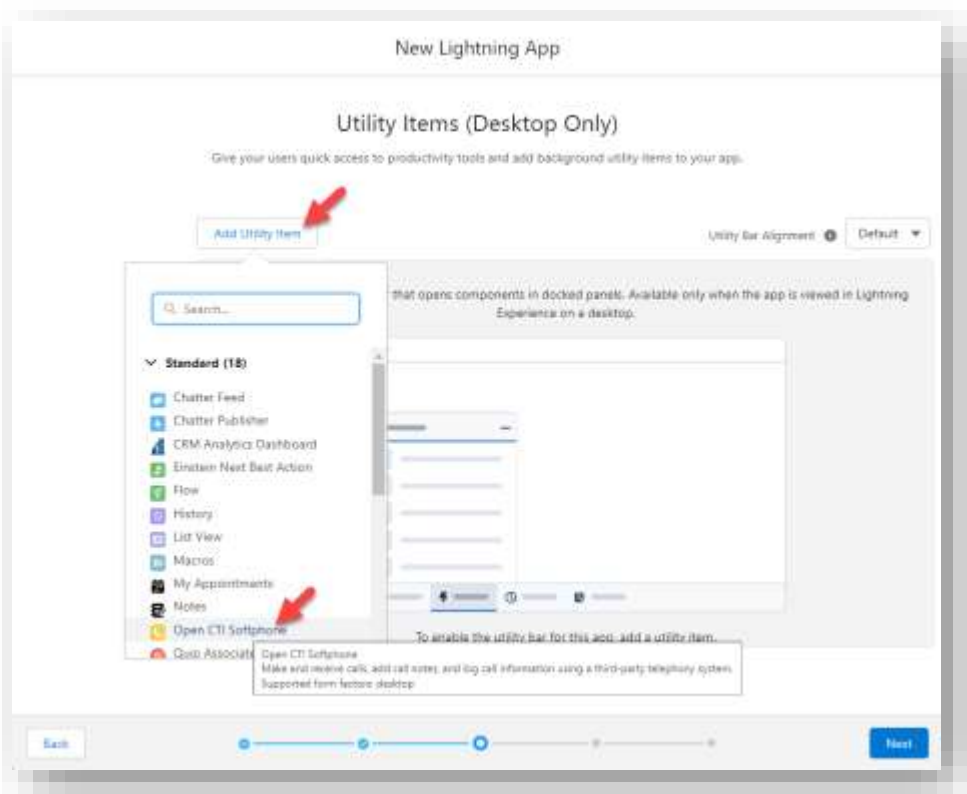 New Lightning App
Utility Items (Desktop Only)
Give your users quick access to productivity tools and add background utility items to your app.
Add Utility Item
Utility Bar Alignment
Default
Search...
that opens components in docked panels. Available only when the app is viewed in Lightning
Experience on a desktop.
Standard (18)
Chatter Feed
Chatter Publisher
CRM Analytics Dashboard
Einstein Next Best Action
Flow
History
List View
Macros
My Appointments
Notes
Open CTI Softphone
To enable the utility bar for this app, add a utility item.
Quip Associate
Open CTI Softphone
Make and receive calls, add call notes, and log call information using a third-party telephony system.
Supported form factors: desktop
Back
Next